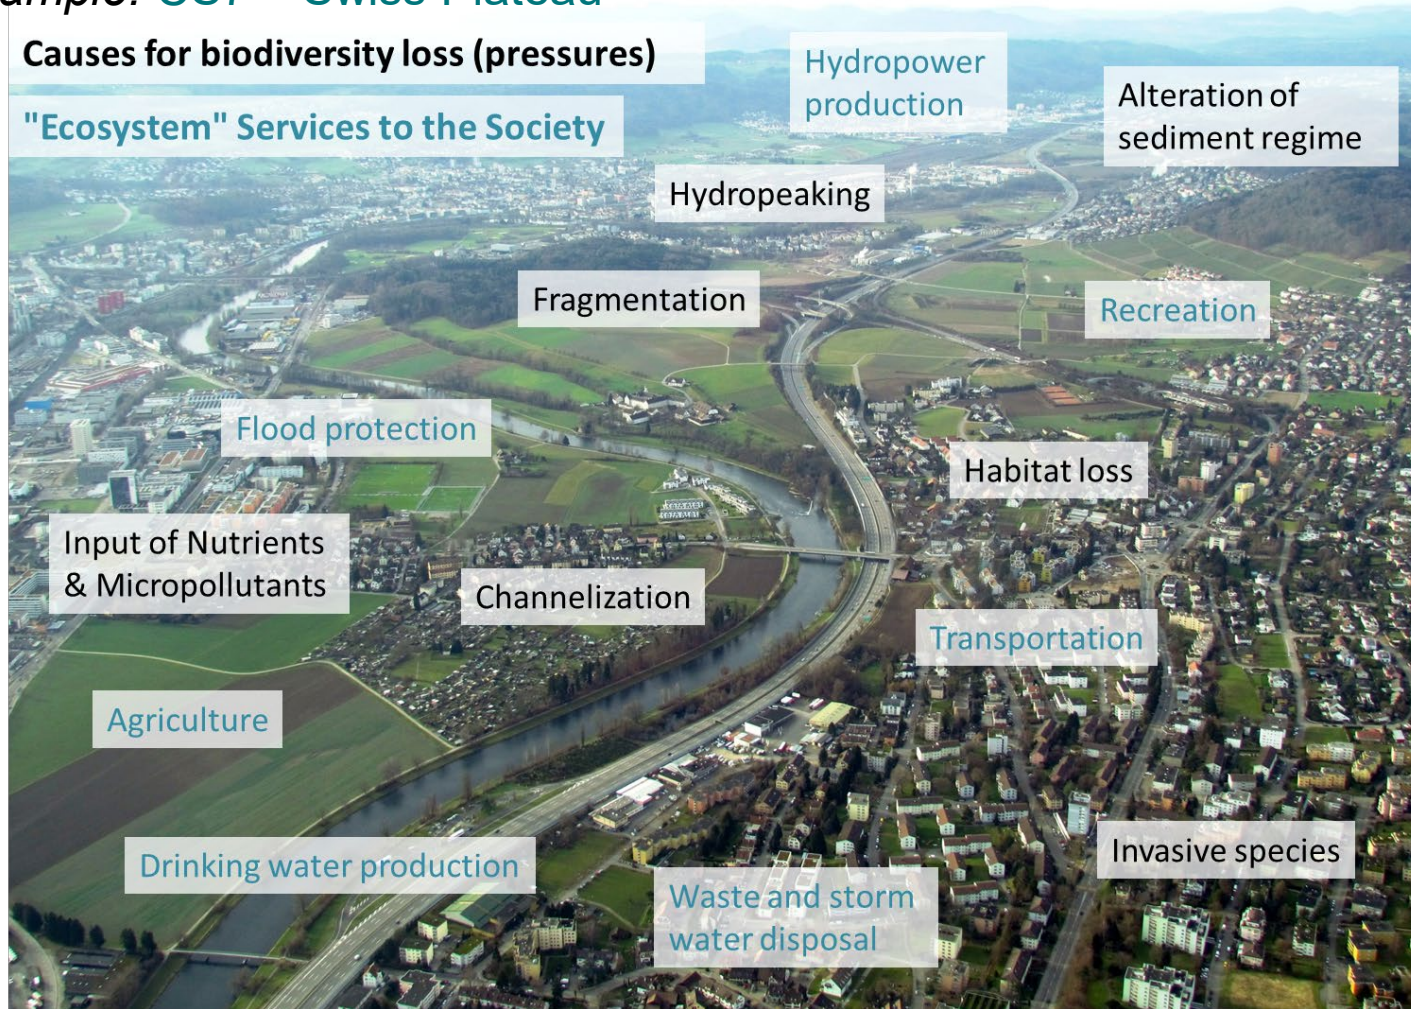 Causes for biodiversity loss (pressures)
"Ecosystem" Services to the Society
Hydropower
production
Alteration of
sediment regime
Hydropeaking
Fragmentation
Recreation
Flood protection
Habitat loss
Input of Nutrients
& Micropollutants
Channelization
Transportation
Agriculture
Drinking water production
Invasive species
Waste and storm
water disposal